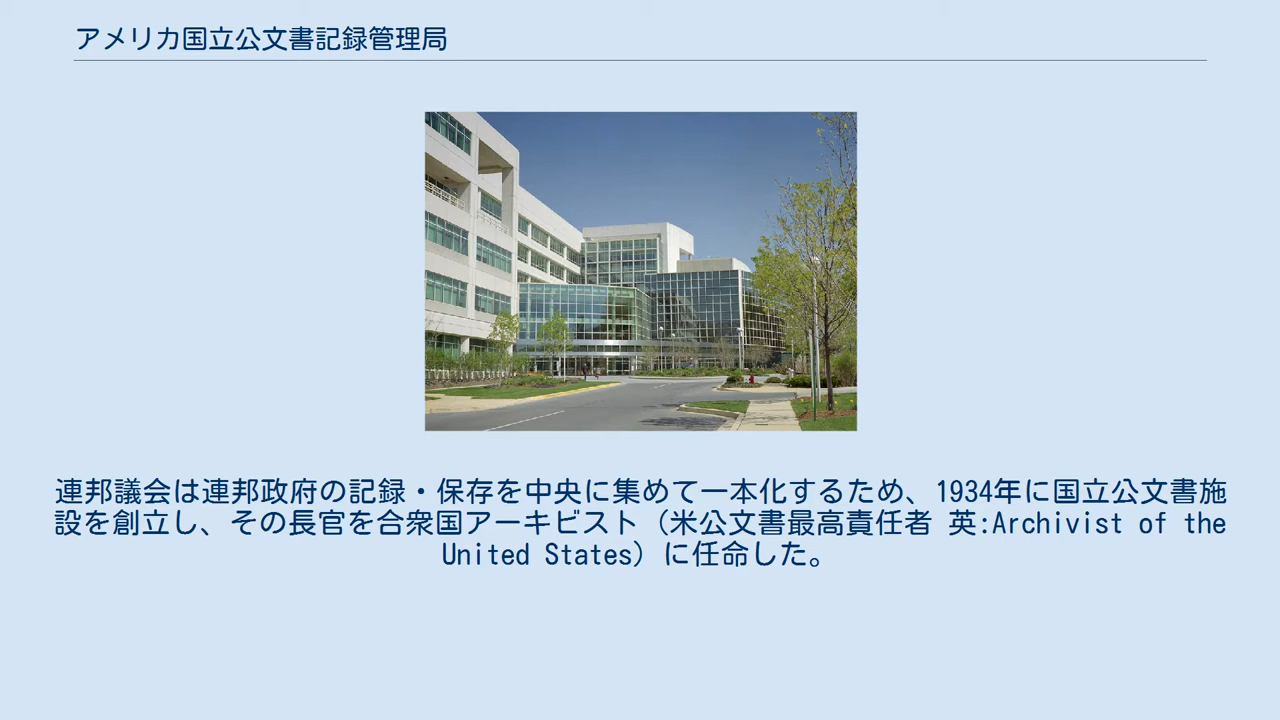 アメリカ国立公文書記録管理局
連邦議会は連邦政府の記録・保存を中央に集めて一本化するため、1934年に国立公文書施
設を創立し、その長官を合衆国アーキビスト（米公文書最高責任者 英:Archivist of the
United States）に任命した。